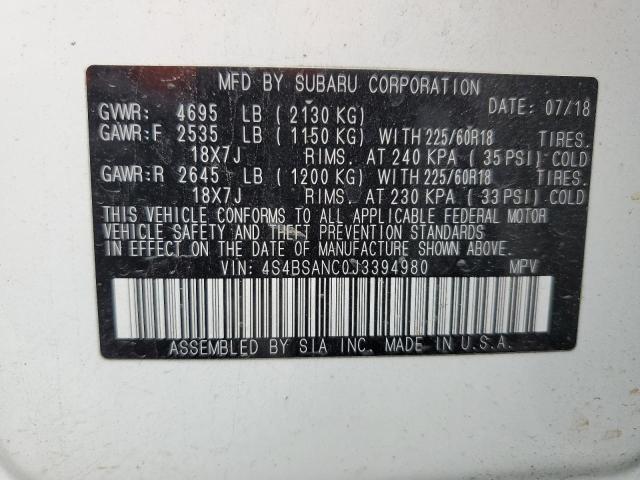 MFD BY SUBARU CORPORATION
GVWR: 4695 LB (2130 KG) DATE: 07/18
GAWR:F 2535 LB (1150 KG) WITH 225/60R18 TIRES.
18X7J RIMS. AT 240 KPA (35 PSI) COLD
GAWR:R 2645 LB (1200 KG) WITH 225/60R18 TIRES.
18X7J RIMS. AT 230 KPA (33 PSI) COLD
THIS VEHICLE CONFORMS TO ALL APPLICABLE FEDERAL MOTOR
VEHICLE SAFETY AND THEFT PREVENTION STANDARDS
IN EFFECT ON THE DATE OF MANUFACTURE SHOWN ABOVE.
VIN: 4S4BSANC0J3394980 MPV
ASSEMBLED BY SIA INC. MADE IN U.S.A.